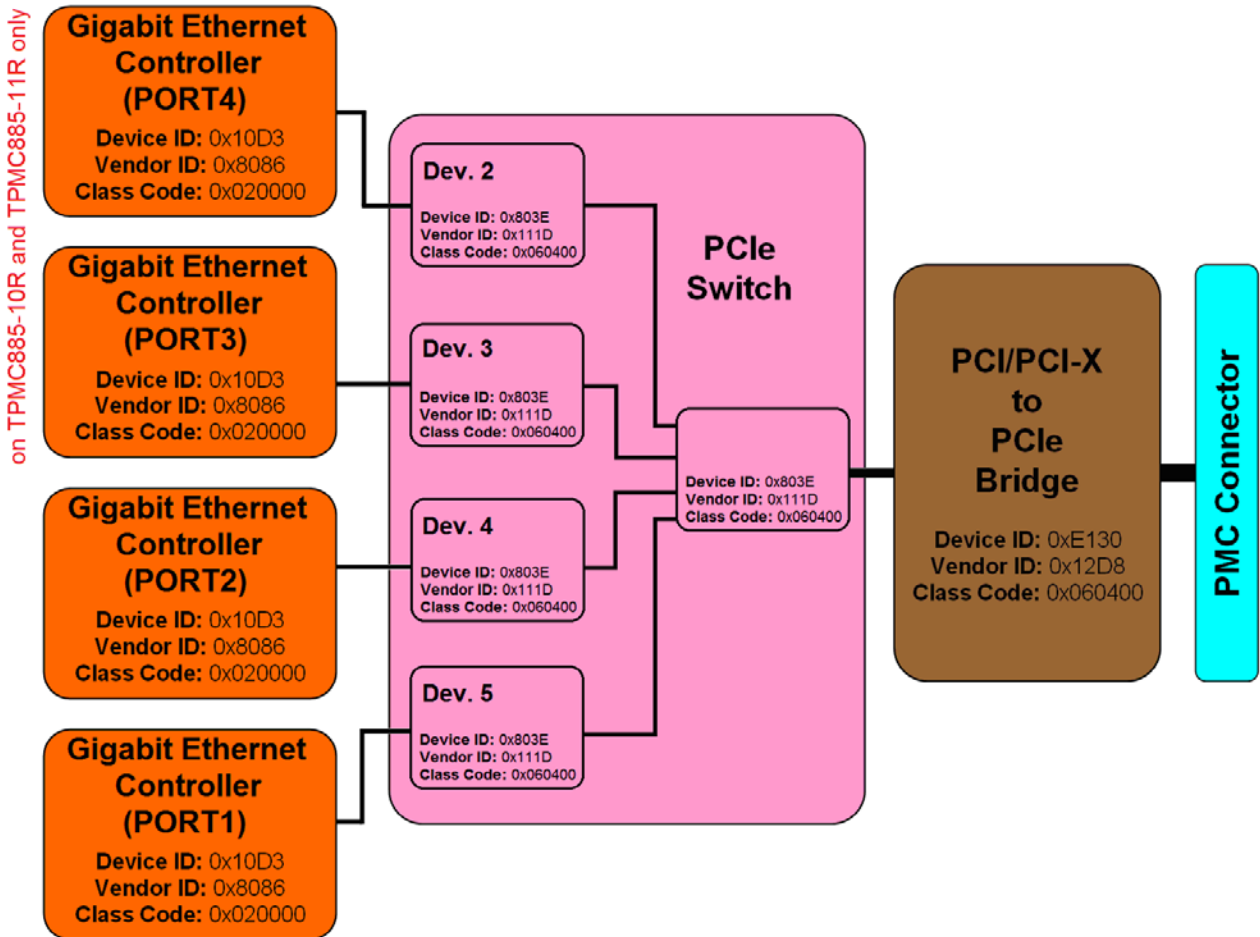 on TPMC885-10R and TPMC885-11R only
Gigabit Ethernet
Controller
(PORT4)
Device ID: 0x10D3
Vendor ID: 0x8086
Class Code: 0x020000
Gigabit Ethernet
Controller
(PORT3)
Device ID: 0x10D3
Vendor ID: 0x8086
Class Code: 0x020000
Gigabit Ethernet
Controller
(PORT2)
Device ID: 0x10D3
Vendor ID: 0x8086
Class Code: 0x020000
Gigabit Ethernet
Controller
(PORT1)
Device ID: 0x10D3
Vendor ID: 0x8086
Class Code: 0x020000
Dev. 2
Device ID: 0x803E
Vendor ID: 0x111D
Class Code: 0x060400
Dev. 3
Device ID: 0x803E
Vendor ID: 0x111D
Class Code: 0x060400
Dev. 4
Device ID: 0x803E
Vendor ID: 0x111D
Class Code: 0x060400
Dev. 5
Device ID: 0x803E
Vendor ID: 0x111D
Class Code: 0x060400
PCIe
Switch
Device ID: 0x803E
Vendor ID: 0x111D
Class Code: 0x060400
PCI/PCI-X
to
PCIe
Bridge
Device ID: 0xE130
Vendor ID: 0x12D8
Class Code: 0x060400
PMC Connector